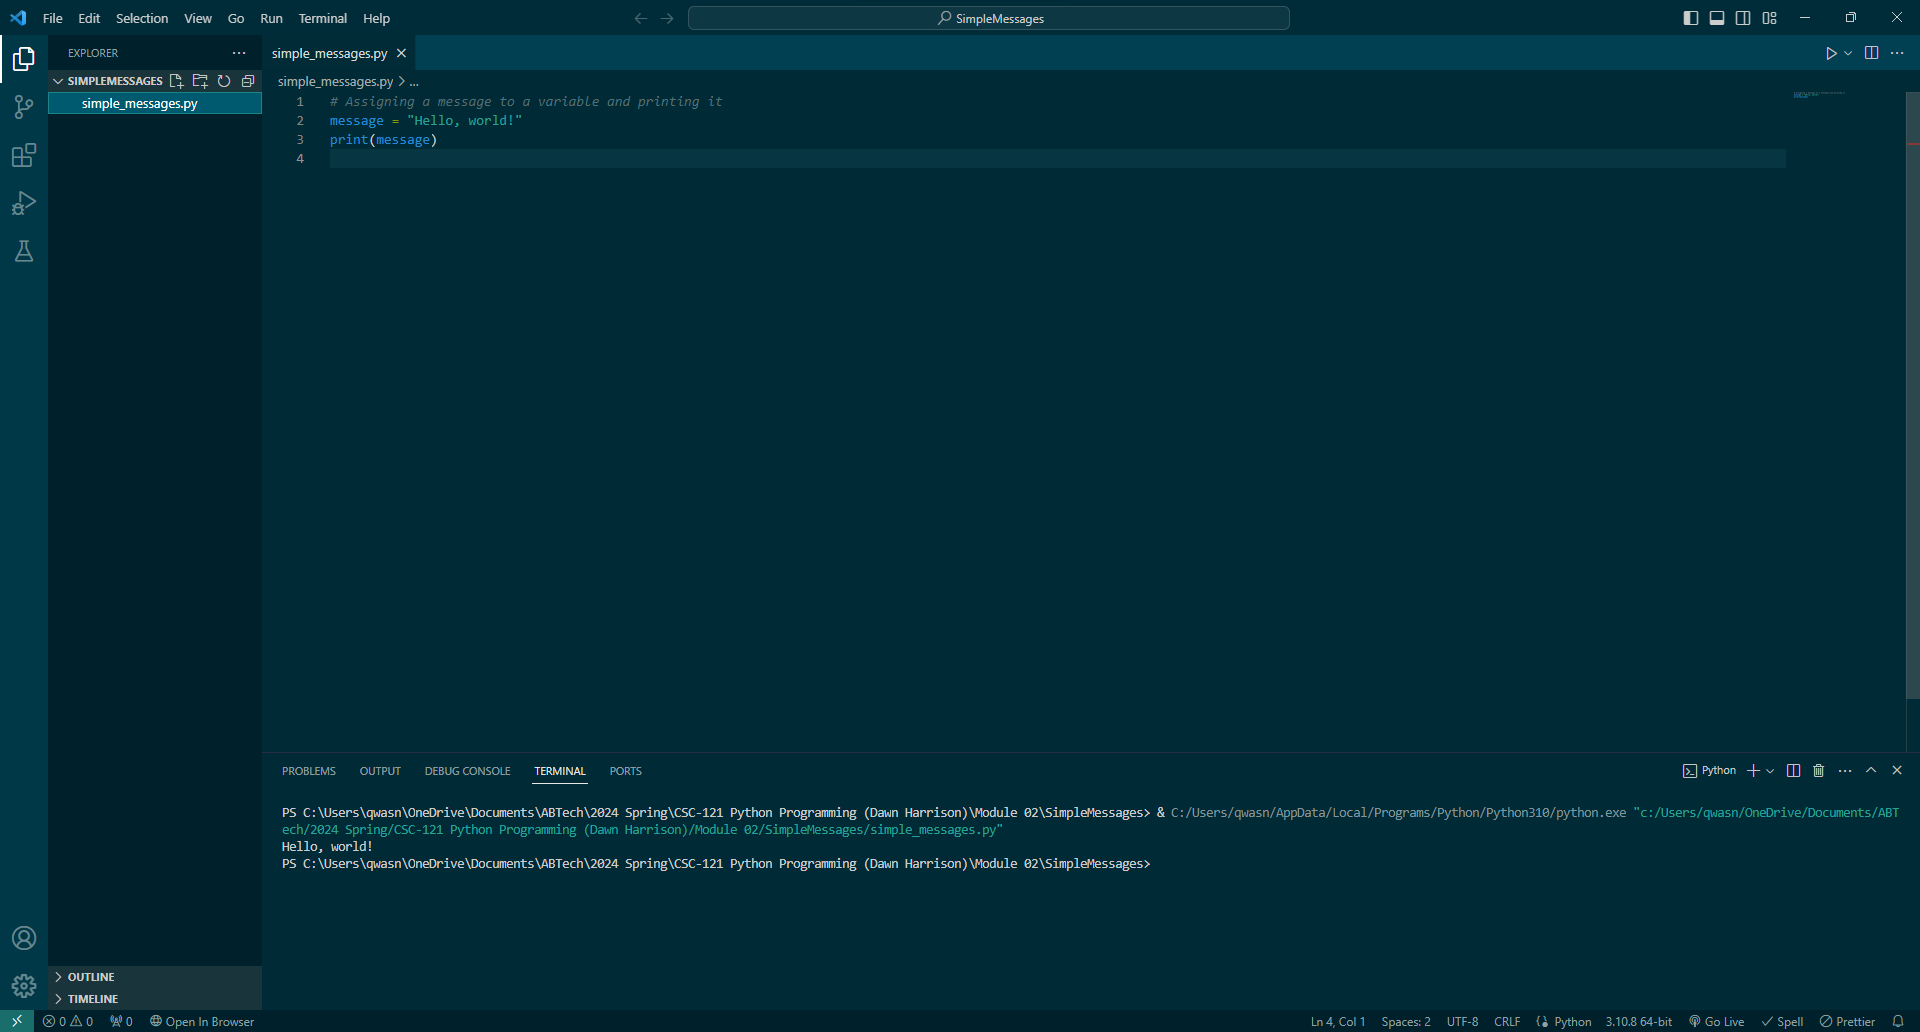 File Edit Selection View Go Run Terminal Help
SimpleMessages
EXPLORER
simple_messages.py
SIMPLEMESSAGES
simple_messages.py > ...
simple_messages.py
1 # Assigning a message to a variable and printing it
2 message = "Hello, world!"
3 print(message)
4
PROBLEMS OUTPUT DEBUG CONSOLE TERMINAL PORTS
Python
PS C:\Users\qwasn\OneDrive\Documents\ABTech\2024 Spring\CSC-121 Python Programming (Dawn Harrison)\Module 02\SimpleMessages> & C:/Users/qwasn/AppData/Local/Programs/Python/Python310/python.exe "c:/Users/qwasn/OneDrive/Documents/ABT
ech/2024 Spring/CSC-121 Python Programming (Dawn Harrison)/Module 02/SimpleMessages/simple_messages.py"
Hello, world!
PS C:\Users\qwasn\OneDrive\Documents\ABTech\2024 Spring\CSC-121 Python Programming (Dawn Harrison)\Module 02\SimpleMessages>
OUTLINE
TIMELINE
0 0 0 Open In Browser
Ln 4, Col 1 Spaces: 2 UTF-8 CRLF Python 3.10.8 64-bit Go Live Spell Prettier